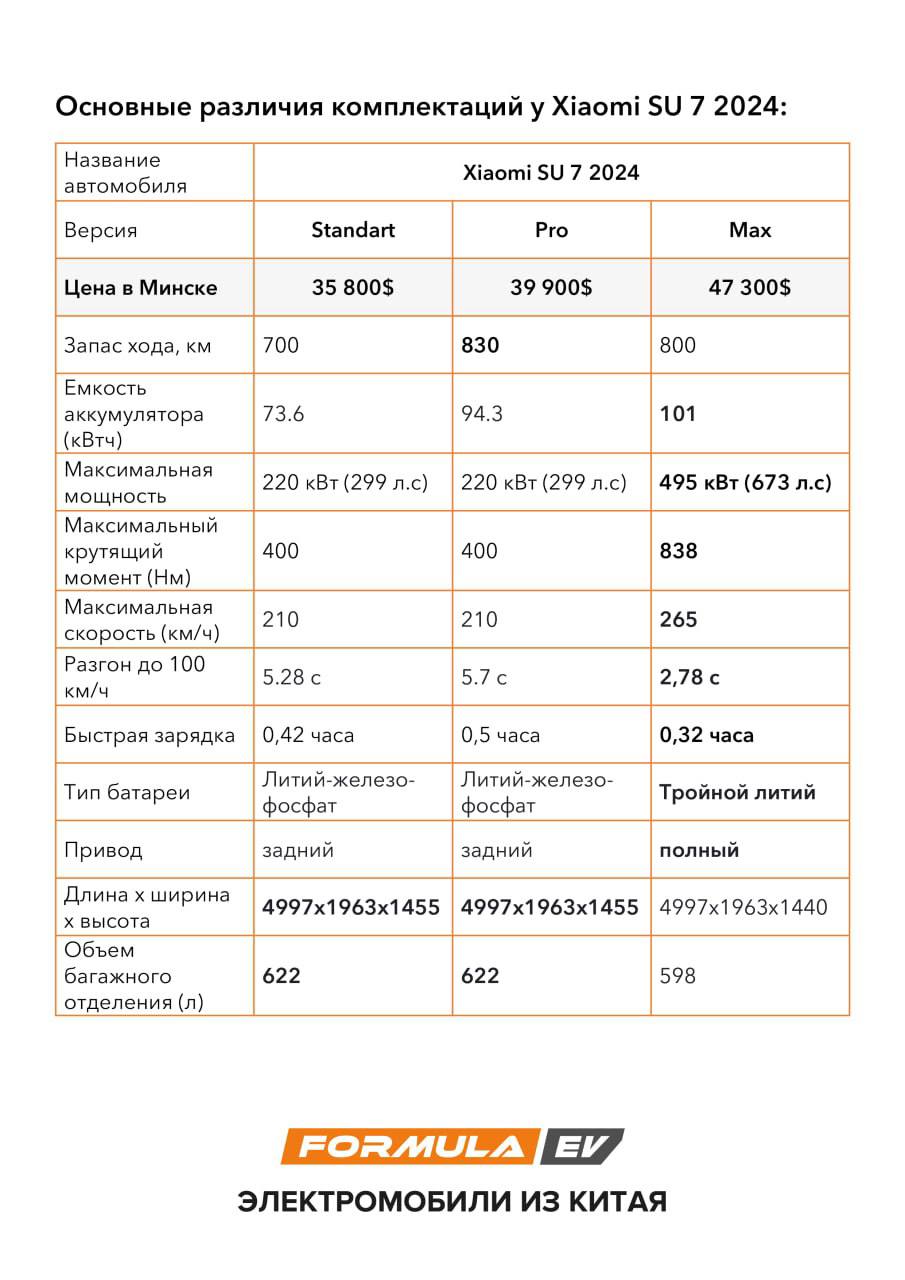 Основные различия комплектаций у Xiaomi SU 7 2024:
Название
автомобиля
Xiaomi SU 7 2024
Версия
Standart
Pro
Max
Цена в Минске
35 800$
39 900$
47 300$
Запас хода, км
700
830
800
Емкость
аккумулятора
(кВтч)
73.6
94.3
101
Максимальная
мощность
220 кВт (299 л.с)
220 кВт (299 л.с)
495 кВт (673 л.с)
Максимальный
крутящий
момент (Нм)
400
400
838
Максимальная
скорость (км/ч)
210
210
265
Разгон до 100
км/ч
5.28 с
5.7 с
2,78 с
Быстрая зарядка
0,42 часа
0,5 часа
0,32 часа
Тип батареи
Литий-железо-
фосфат
Литий-железо-
фосфат
Тройной литий
Привод
задний
задний
полный
Длина х ширина
х высота
4997х1963х1455
4997х1963х1455
4997х1963х1440
Объем
багажного
отделения (л)
622
622
598
FORMULA EV
ЭЛЕКТРОМОБИЛИ ИЗ КИТАЯ